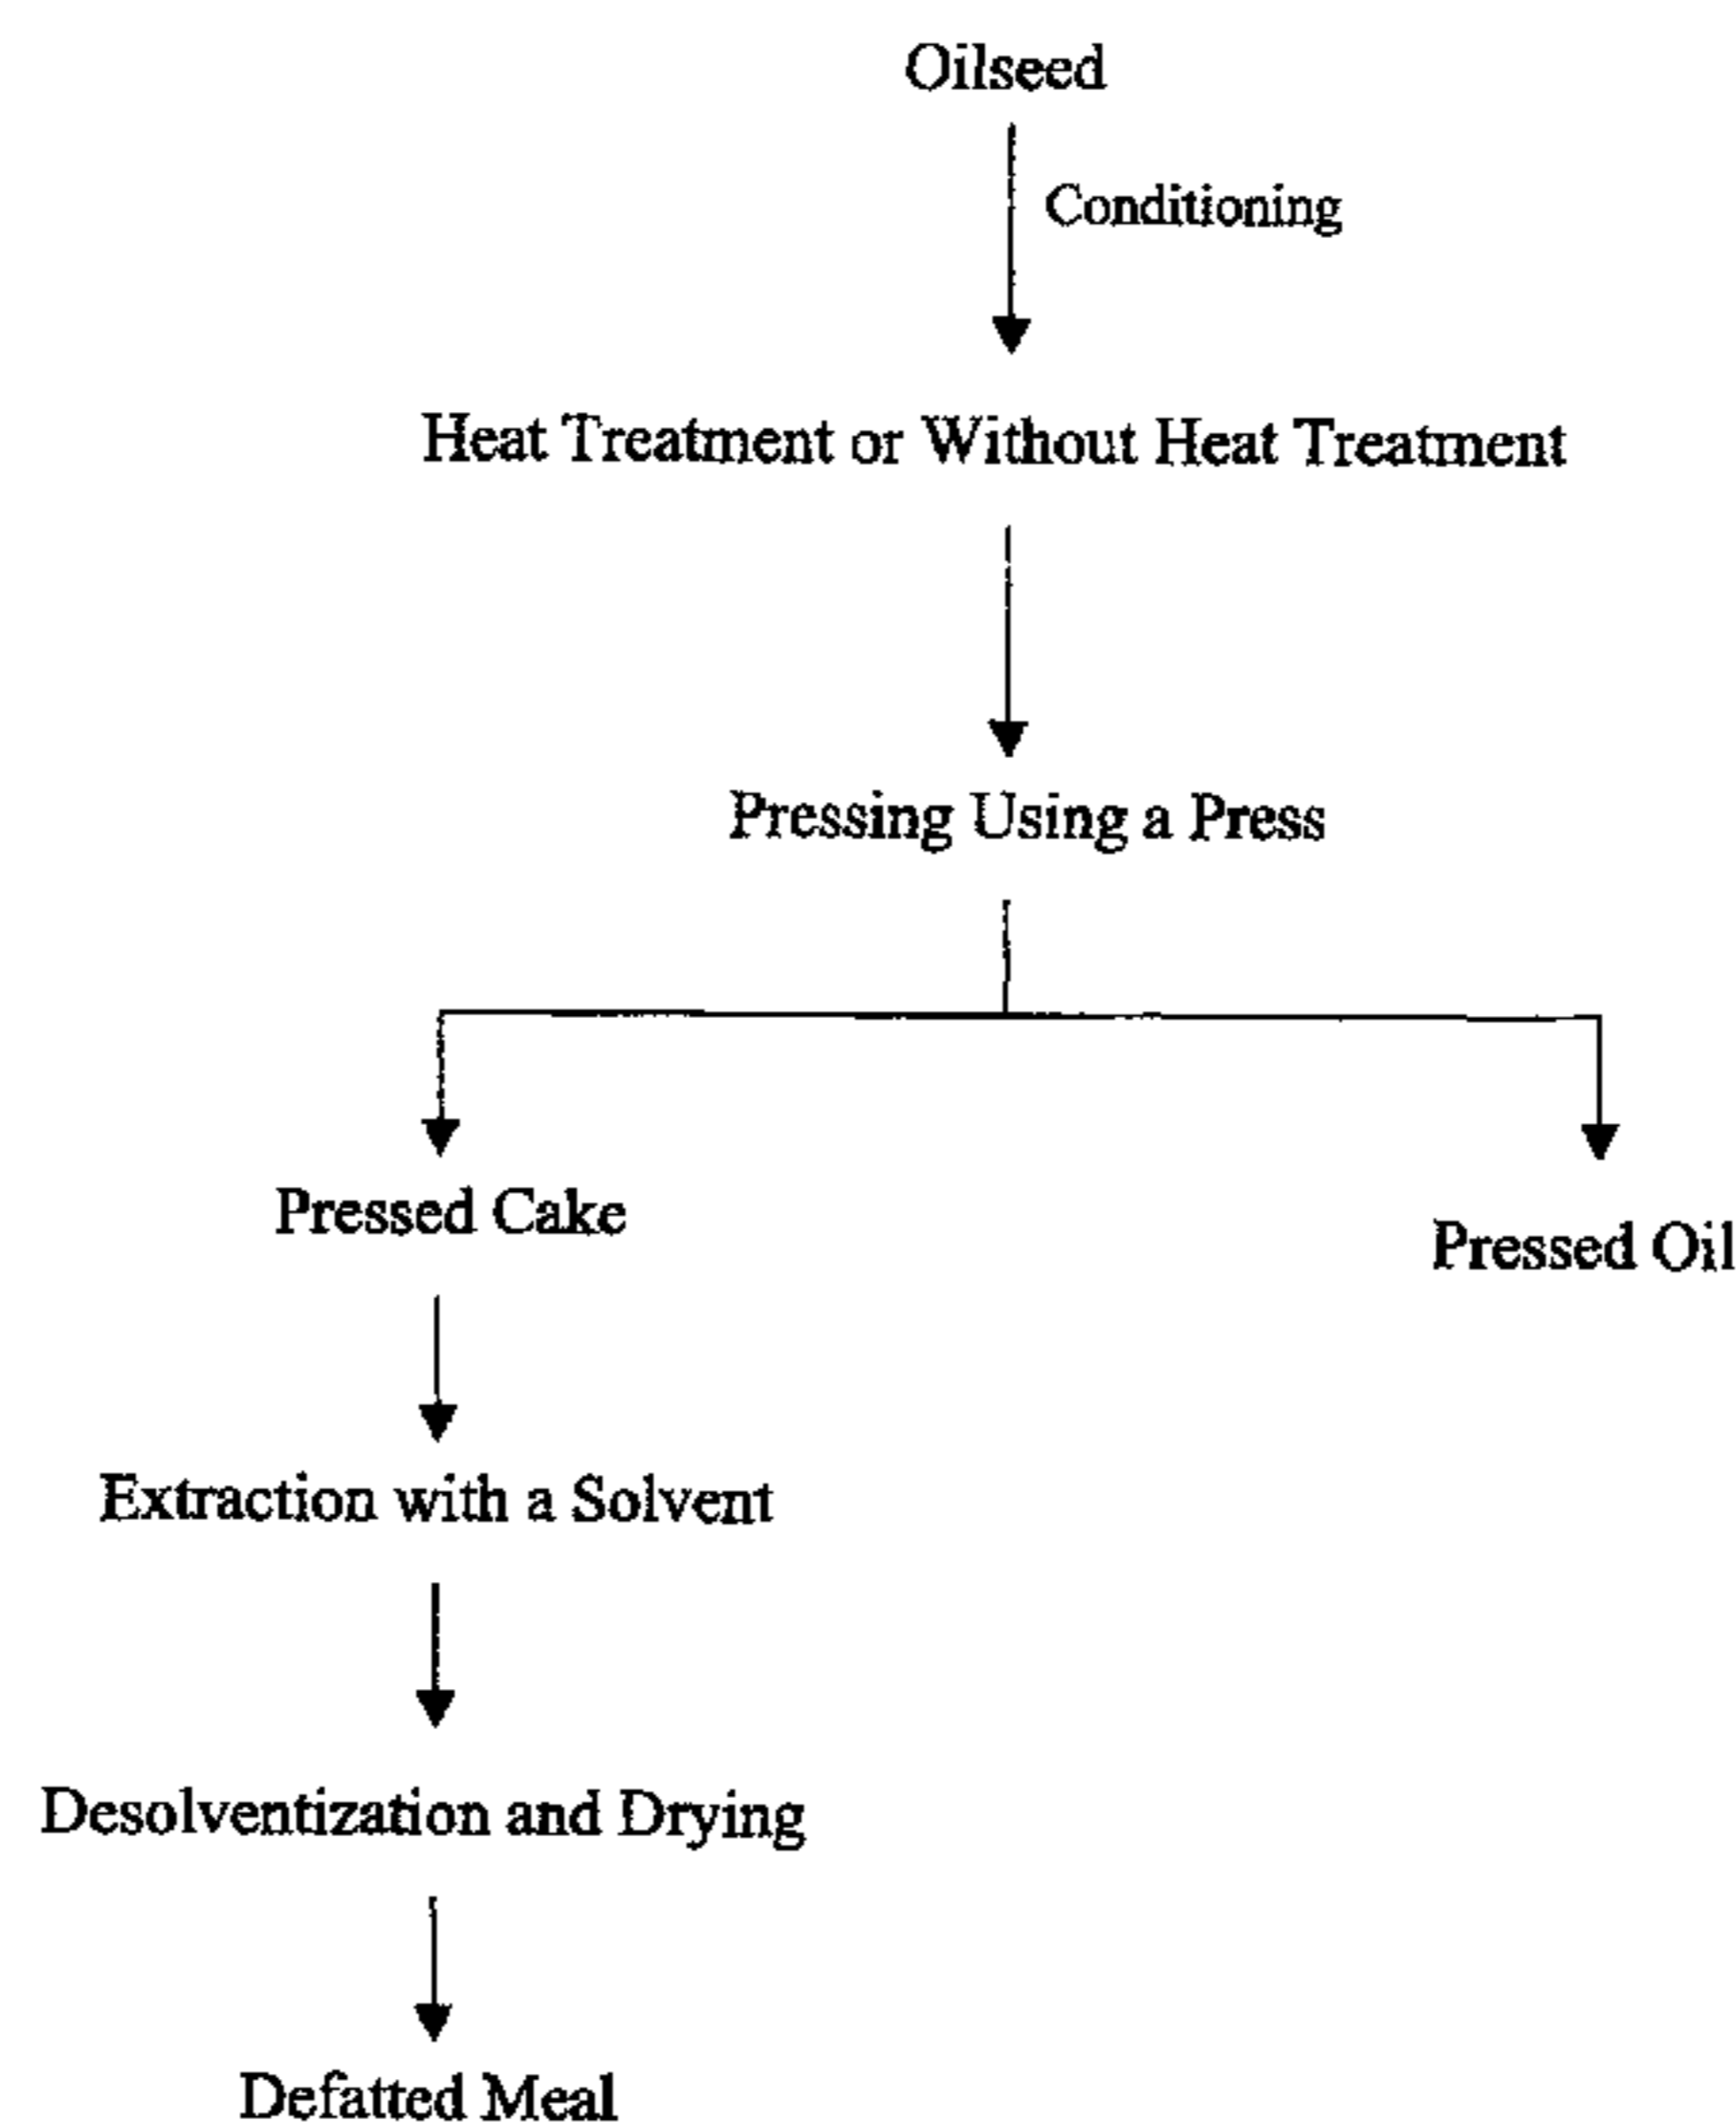 Oilseed
Conditioning
Heat Treatment or Without Heat Treatment
Pressing Using a Press
Pressed Cake
Pressed Oil
Extraction with a Solvent
Desolventization and Drying
Defatted Meal